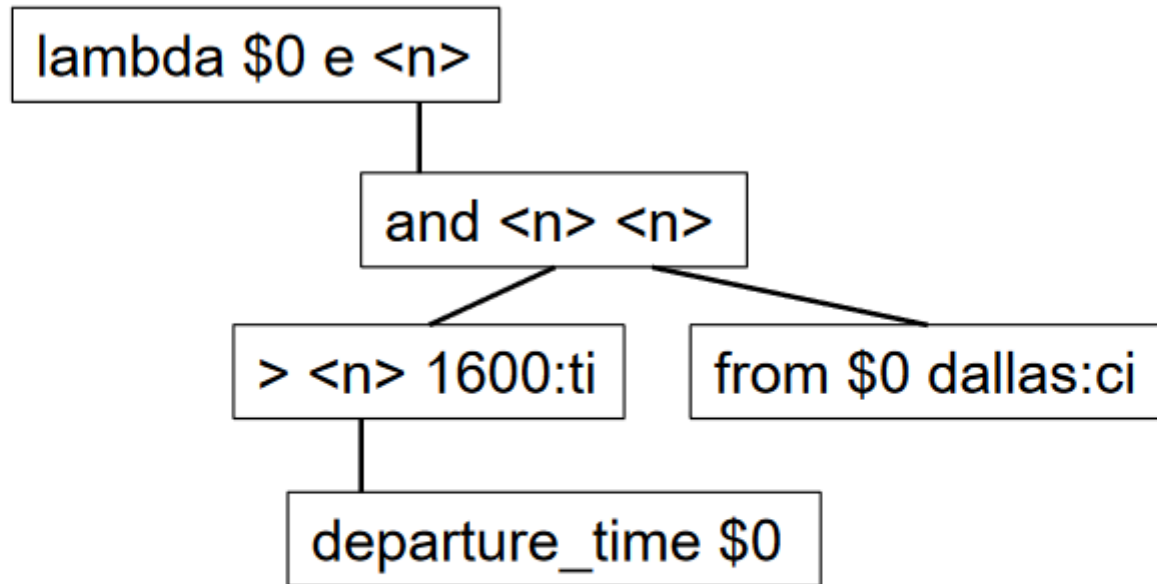 lambda $0 e <n>
and <n> <n>
> <n> 1600:ti
from $0 dallas:ci
departure_time $0